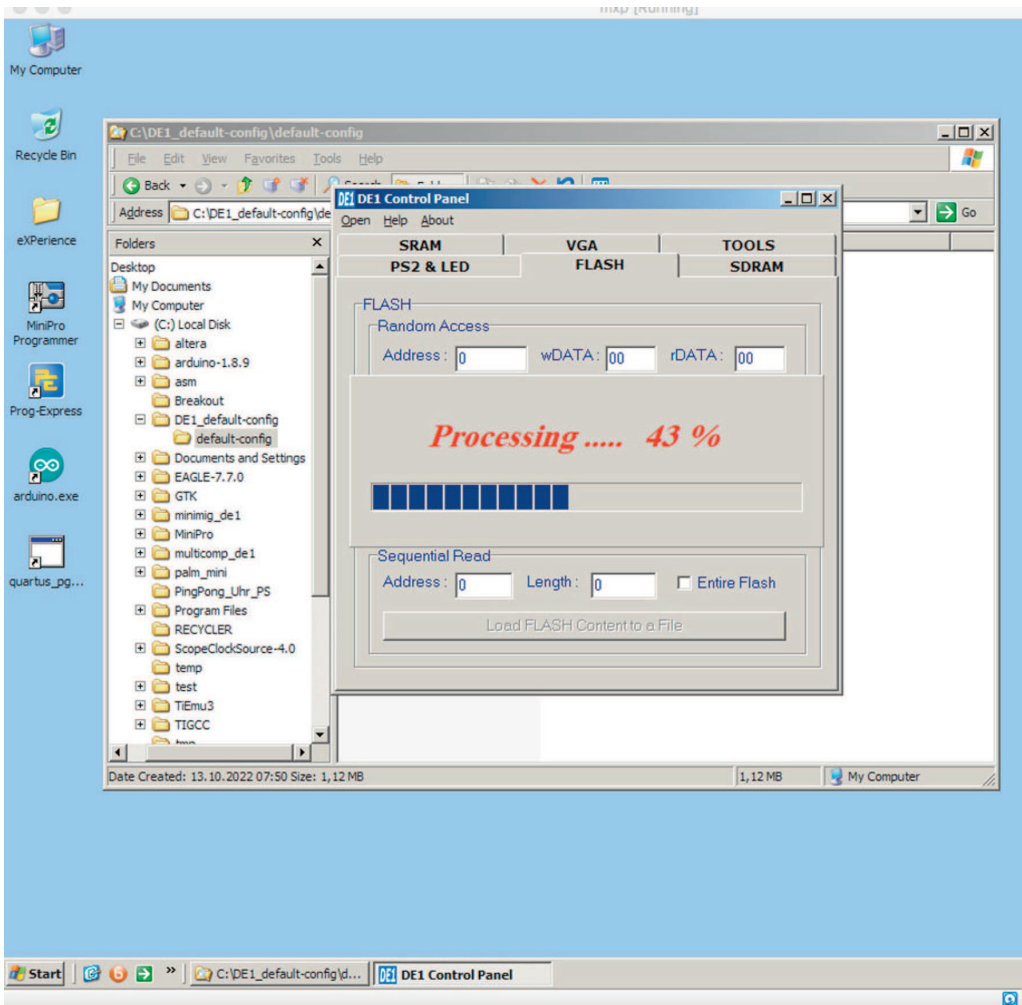 mxp [Running]
My Computer
Recycle Bin
eXPerience
MiniPro
Programmer
Prog-Express
arduino.exe
quartus_pg...
C:\DE1_default-config\default-config
File Edit View Favorites Tools Help
Back
Address C:\DE1_default-config\de
Go
Folders
Desktop
My Documents
My Computer
(C:) Local Disk
altera
arduino-1.8.9
asm
Breakout
DE1_default-config
default-config
Documents and Settings
EAGLE-7.7.0
GTK
minimig_de1
MiniPro
multicomp_de1
palm_mini
PingPong_Uhr_PS
Program Files
RECYCLER
ScopeClockSource-4.0
temp
test
TiEmu3
TIGCC
DE1 DE1 Control Panel
Open Help About
SRAM VGA TOOLS
PS2 & LED FLASH SDRAM
FLASH
Random Access
Address : 0 wDATA : 00 rDATA : 00
Processing ..... 43 %
Sequential Read
Address : 0 Length : 0 Entire Flash
Load FLASH Content to a File
Date Created: 13.10.2022 07:50 Size: 1,12 MB 1,12 MB My Computer
Start » C:\DE1_default-config\d... DE1 DE1 Control Panel